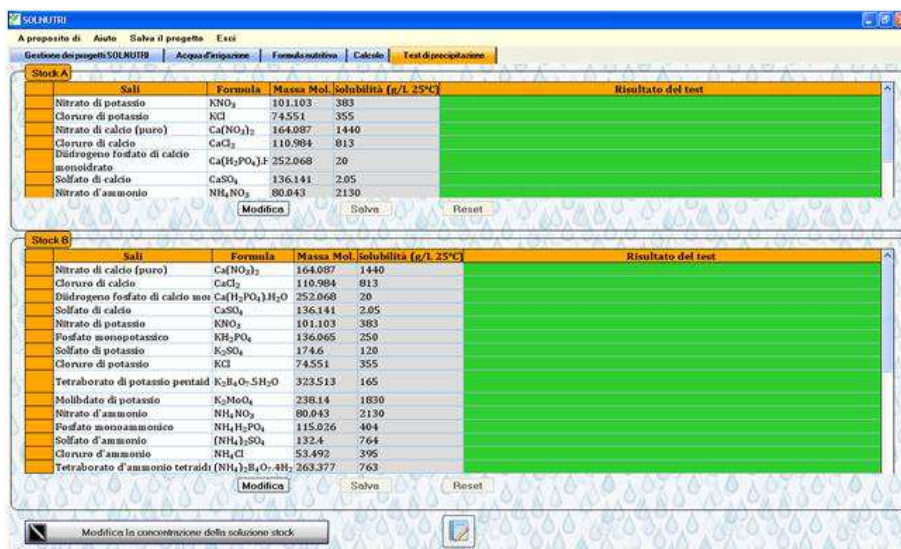 SOLNUTRI
A proposito di Aiuto Salva il progetto Esci
Gestione dei progetti SOLNUTRI Acqua d'irrigazione Formula nutritiva Calcolo Test di precipitazione
Stock A
Sali Formula Massa Mol. Solubilità (g/L 25°C) Risultato del test
Nitrato di potassio KNO₃ 101.103 383
Cloruro di potassio KCl 74.551 355
Nitrato di calcio (puro) Ca(NO₃)₂ 164.087 1440
Cloruro di calcio CaCl₂ 110.984 813
Diidrogeno fosfato di calcio
monoidrato Ca(H₂PO₄).H 252.068 20
Solfato di calcio CaSO₄ 136.141 2.05
Nitrato d'ammonio NH₄NO₃ 80.043 2130
Modifica Salva Reset
Stock B
Sali Formula Massa Mol. Solubilità (g/L 25°C) Risultato del test
Nitrato di calcio (puro) Ca(NO₃)₂ 164.087 1440
Cloruro di calcio CaCl₂ 110.984 813
Diidrogeno fosfato di calcio mo Ca(H₂PO₄).H₂O 252.068 20
Solfato di calcio CaSO₄ 136.141 2.05
Nitrato di potassio KNO₃ 101.103 383
Fosfato monopotassico KH₂PO₄ 136.065 250
Solfato di potassio K₂SO₄ 174.6 120
Cloruro di potassio KCl 74.551 355
Tetraborato di potassio pentaid K₂B₄O₇.5H₂O 323.513 165
Molibdato di potassio K₂MoO₄ 238.14 1830
Nitrato d'ammonio NH₄NO₃ 80.043 2130
Fosfato monoammonico NH₄H₂PO₄ 115.026 404
Solfato d'ammonio (NH₄)₂SO₄ 132.4 764
Cloruro d'ammonio NH₄Cl 53.492 395
Tetraborato d'ammonio tetraid (NH₄)₂B₄O₇.4H₂ 263.377 763
Modifica Salva Reset
Modifica la concentrazione della soluzione stock